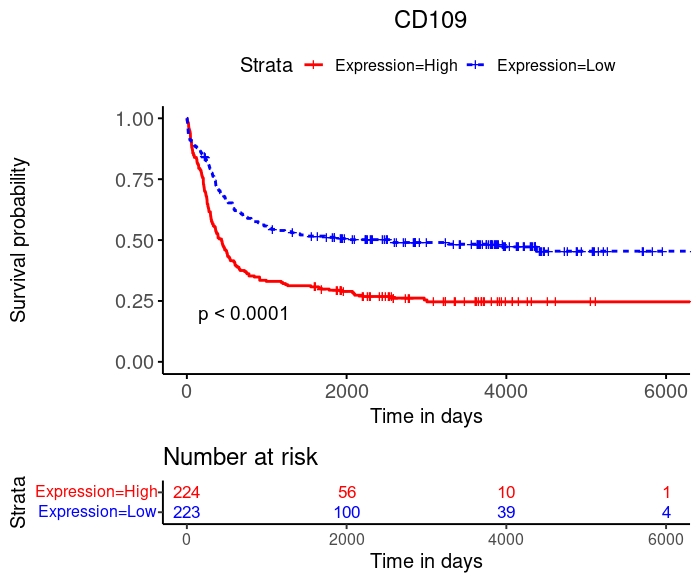 CD109
Strata Expression=High Expression=Low
Survival probability
1.00
0.75
0.50
0.25
0.00
p < 0.0001
0 2000 4000 6000
Time in days
Number at risk
Strata
Expression=High 224 56 10 1
Expression=Low 223 100 39 4
0 2000 4000 6000
Time in days